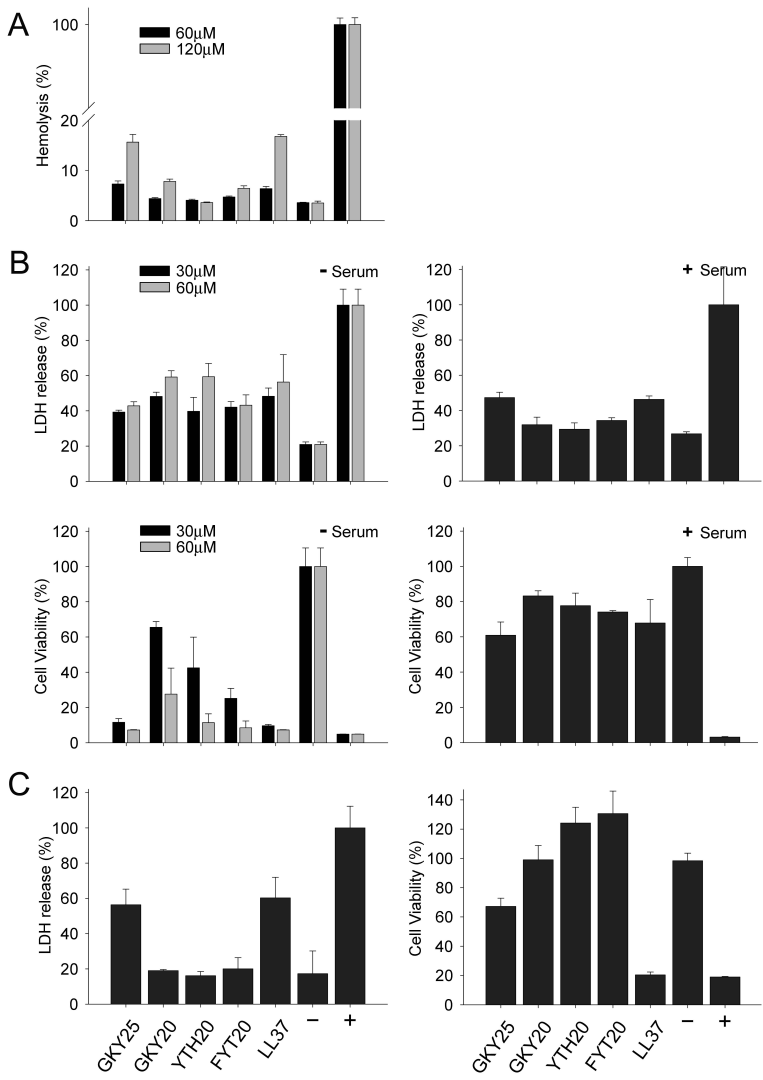 A
Hemolysis (%)
100
20
10
0
60μM
120μM
B
LDH release (%)
120
100
80
60
40
20
0
30μM
60μM
- Serum
LDH release (%)
120
100
80
60
40
20
0
+ Serum
Cell Viability (%)
120
100
80
60
40
20
0
30μM
60μM
- Serum
Cell Viability (%)
120
100
80
60
40
20
0
+ Serum
C
LDH release (%)
120
100
80
60
40
20
0
GKY25
GKY20
YTH20
FYT20
LL37
−
+
Cell Viability (%)
140
120
100
80
60
40
20
0
GKY25
GKY20
YTH20
FYT20
LL37
−
+